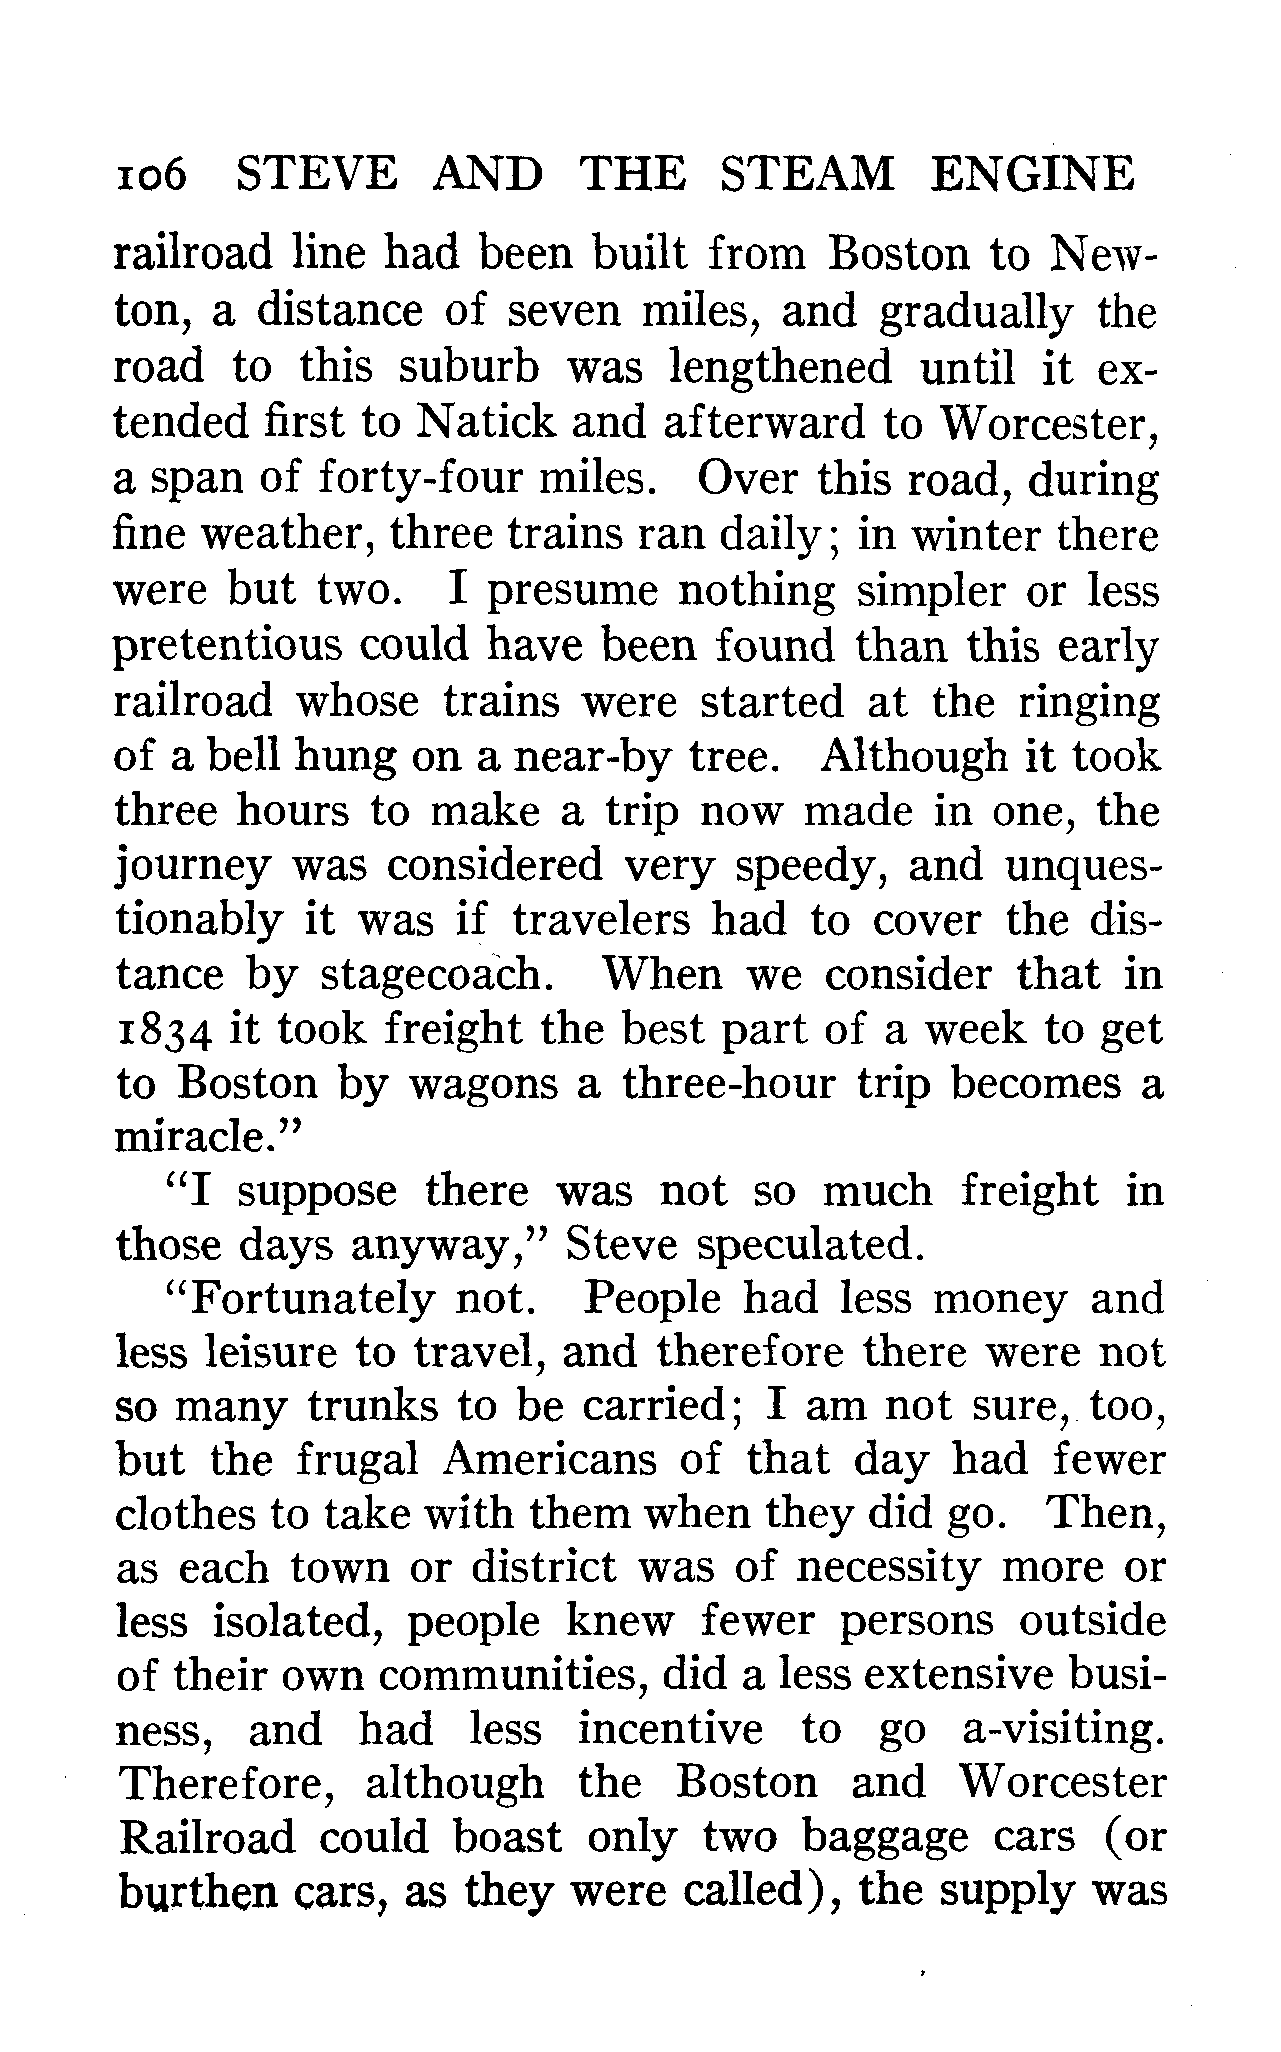 106 STEVE AND THE STEAM ENGINE
railroad line had been built from Boston to New-
ton, a distance of seven miles, and gradually the
road to this suburb was lengthened until it ex-
tended first to Natick and afterward to Worcester,
a span of forty-four miles. Over this road, during
fine weather, three trains ran daily; in winter there
were but two. I presume nothing simpler or less
pretentious could have been found than this early
railroad whose trains were started at the ringing
of a bell hung on a near-by tree. Although it took
three hours to make a trip now made in one, the
journey was considered very speedy, and unques-
tionably it was if travelers had to cover the dis-
tance by stagecoach. When we consider that in
1834 it took freight the best part of a week to get
to Boston by wagons a three-hour trip becomes a
miracle."
"I suppose there was not so much freight in
those days anyway," Steve speculated.
"Fortunately not. People had less money and
less leisure to travel, and therefore there were not
so many trunks to be carried; I am not sure, too,
but the frugal Americans of that day had fewer
clothes to take with them when they did go. Then,
as each town or district was of necessity more or
less isolated, people knew fewer persons outside
of their own communities, did a less extensive busi-
ness, and had less incentive to go a-visiting.
Therefore, although the Boston and Worcester
Railroad could boast only two baggage cars (or
burthen cars, as they were called), the supply was